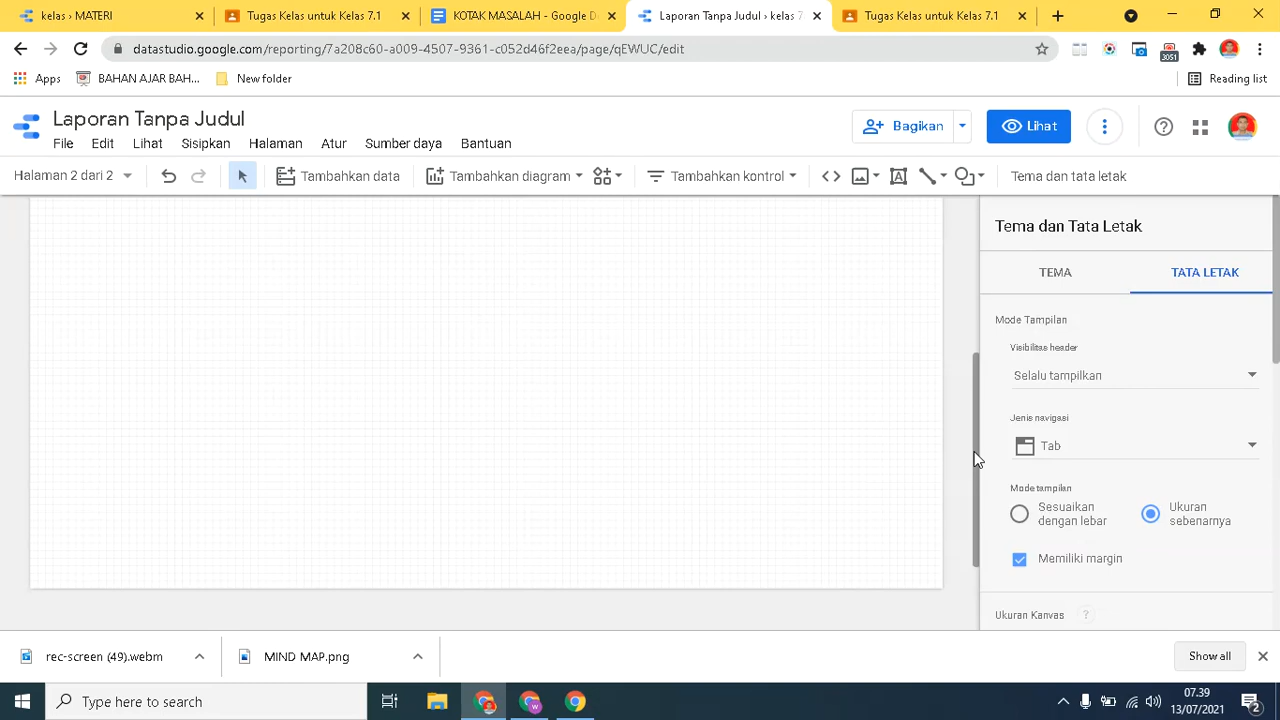 kelas › MATERI
Tugas Kelas untuk Kelas 7.1
KOTAK MASALAH - Google D
Laporan Tanpa Judul › kelas 7
Tugas Kelas untuk Kelas 7.1
datastudio.google.com/reporting/7a208c60-a009-4507-9361-c052d46f2eea/page/qEWUC/edit
3051
Apps
BAHAN AJAR BAH...
New folder
Reading list
Laporan Tanpa Judul
File Edit Lihat Sisipkan Halaman Atur Sumber daya Bantuan
Bagikan
Lihat
Halaman 2 dari 2
Tambahkan data
Tambahkan diagram
Tambahkan kontrol
Tema dan tata letak
Tema dan Tata Letak
TEMA
TATA LETAK
Mode Tampilan
Visibilitas header
Selalu tampilkan
Jenis navigasi
Tab
Mode tampilan
Sesuaikan
dengan lebar
Ukuran
sebenarnya
Memiliki margin
Ukuran Kanvas ?
rec-screen (49).webm
MIND MAP.png
Show all
Type here to search
W
07.39
13/07/2021
2